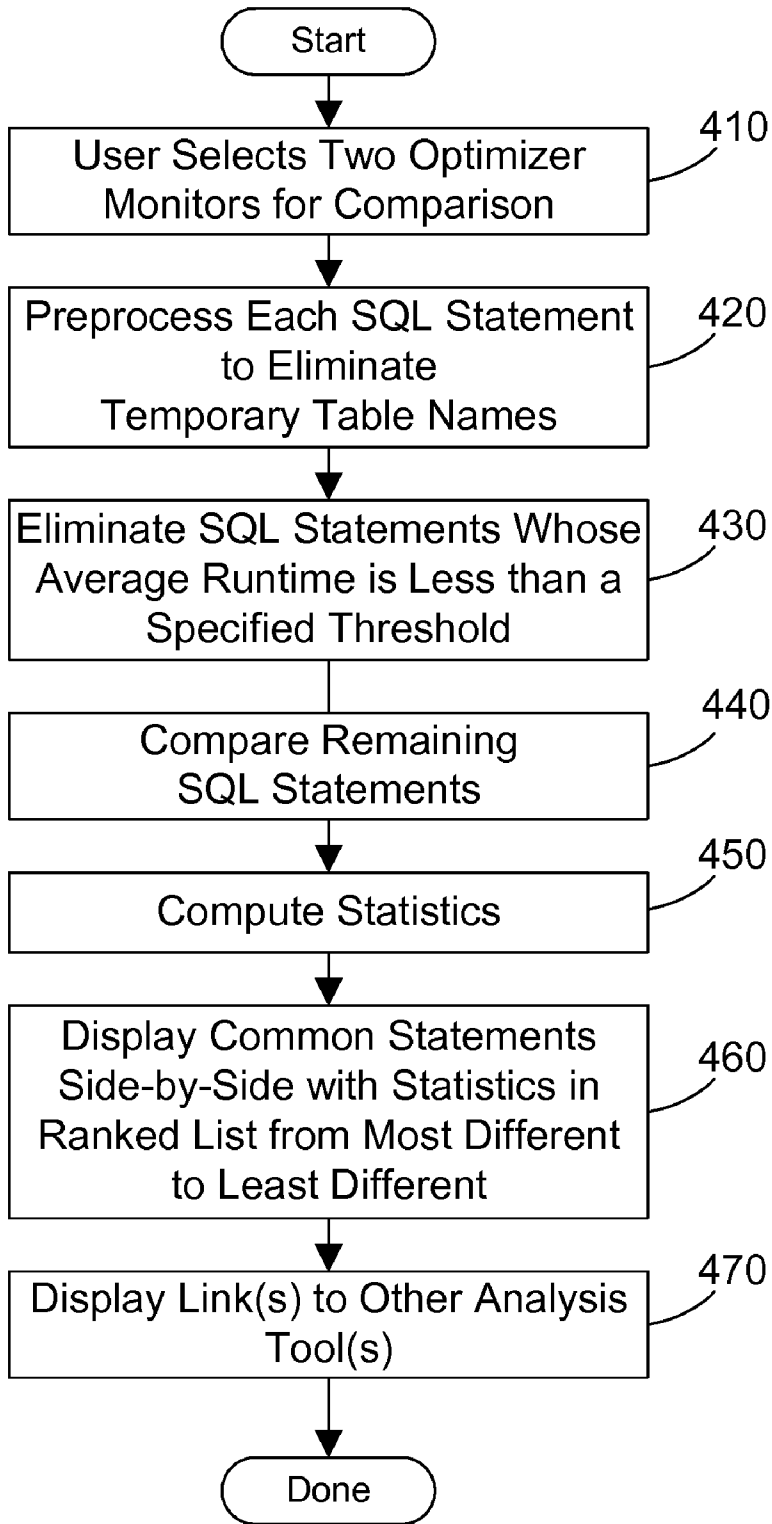 Start
410
User Selects Two Optimizer
Monitors for Comparison
420
Preprocess Each SQL Statement
to Eliminate
Temporary Table Names
430
Eliminate SQL Statements Whose
Average Runtime is Less than a
Specified Threshold
440
Compare Remaining
SQL Statements
450
Compute Statistics
460
Display Common Statements
Side-by-Side with Statistics in
Ranked List from Most Different
to Least Different
470
Display Link(s) to Other Analysis
Tool(s)
Done